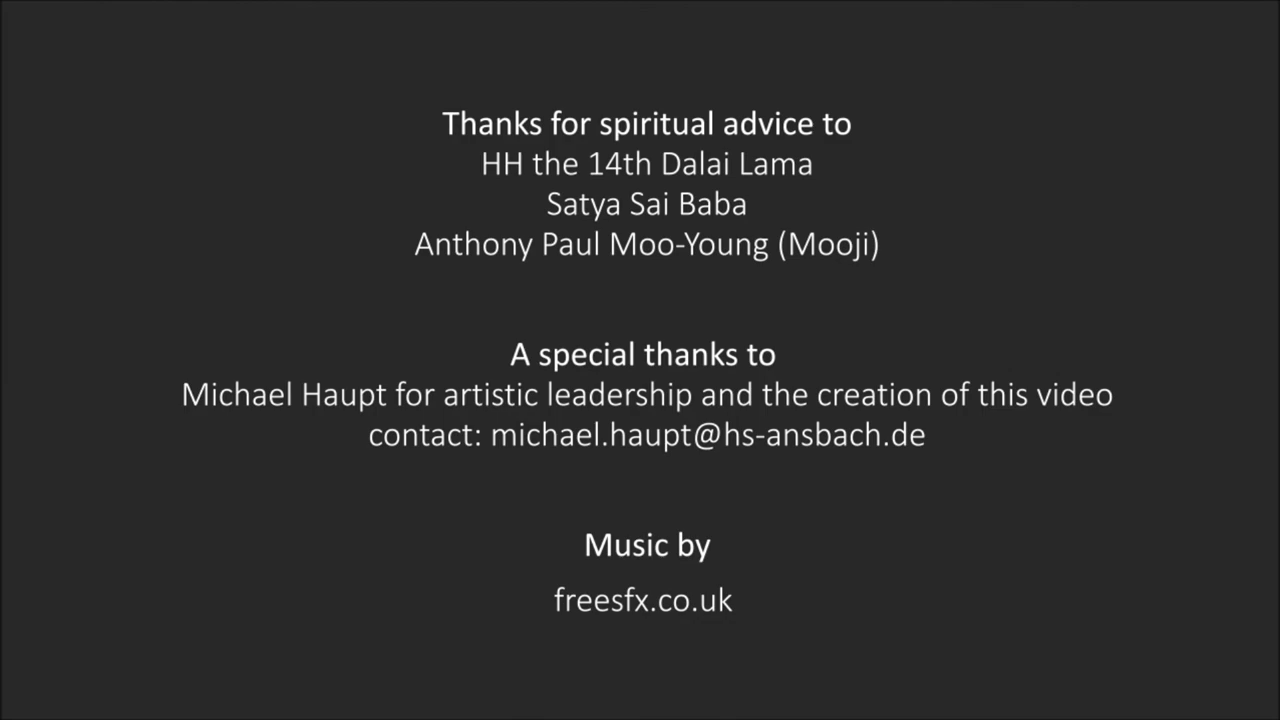 Thanks for spiritual advice to
HH the 14th Dalai Lama
Satya Sai Baba
Anthony Paul Moo-Young (Mooji)
A special thanks to
Michael Haupt for artistic leadership and the creation of this video
contact: michael.haupt@hs-ansbach.de
Music by
freesfx.co.uk